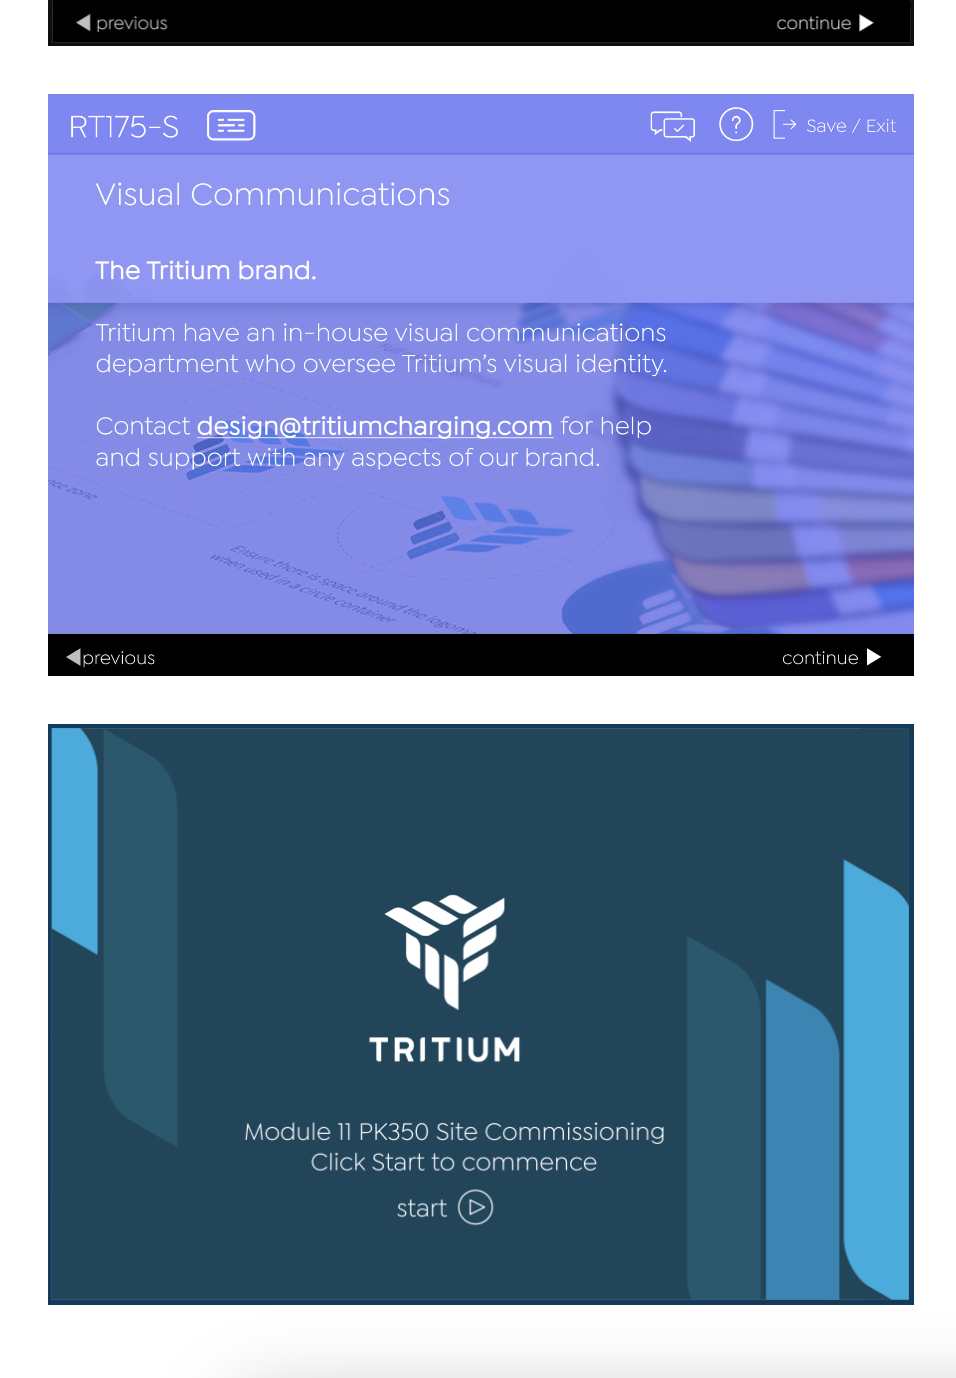 previous
continue
RT175-S
Save / Exit
Visual Communications
The Tritium brand.
Tritium have an in-house visual communications
department who oversee Tritium's visual identity.
Contact design@tritiumcharging.com for help
and support with any aspects of our brand.
Ensure there is space around the
when used in a circle container
previous
continue
TRITIUM
Module 11 PK350 Site Commissioning
Click Start to commence
start